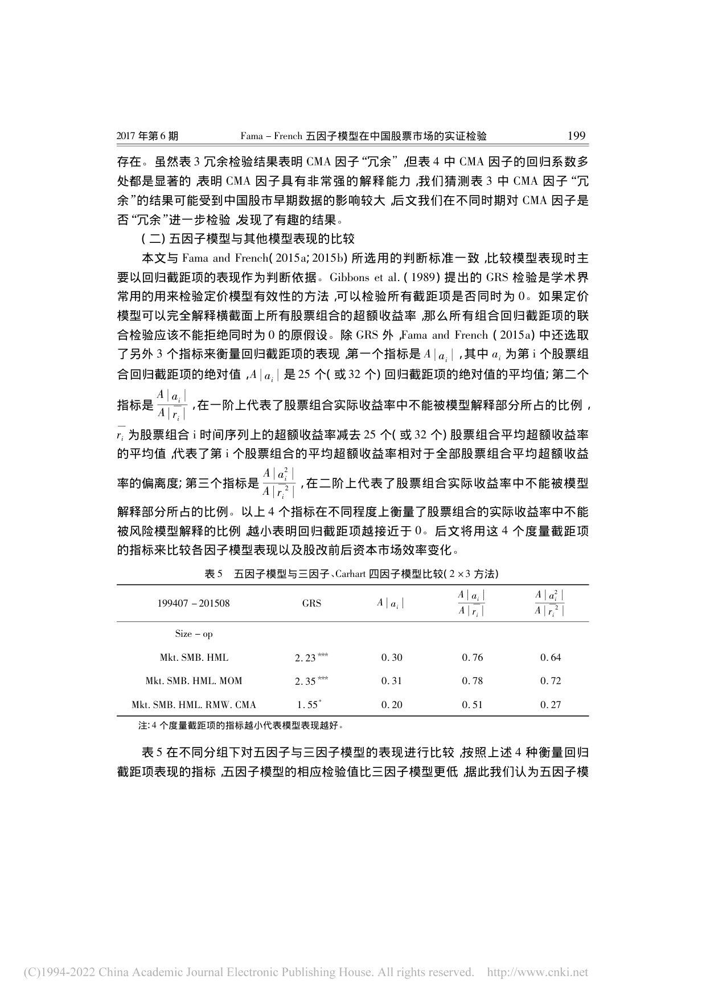 2017 年第 6 期 Fama – French 五因子模型在中国股票市场的实证检验 199
存在。虽然表 3 冗余检验结果表明 CMA 因子“冗余”,但表 4 中 CMA 因子的回归系数多
处都是显著的,表明 CMA 因子具有非常强的解释能力,我们猜测表 3 中 CMA 因子“冗
余”的结果可能受到中国股市早期数据的影响较大,后文我们在不同时期对 CMA 因子是
否“冗余”进一步检验,发现了有趣的结果。
(二) 五因子模型与其他模型表现的比较
本文与 Fama and French(2015a;2015b) 所选用的判断标准一致,比较模型表现时主
要以回归截距项的表现作为判断依据。Gibbons et al. (1989) 提出的 GRS 检验是学术界
常用的用来检验定价模型有效性的方法,可以检验所有截距项是否同时为 0。如果定价
模型可以完全解释横截面上所有股票组合的超额收益率,那么所有组合回归截距项的联
合检验应该不能拒绝同时为 0 的原假设。除 GRS 外,Fama and French (2015a) 中还选取
了另外 3 个指标来衡量回归截距项的表现,第一个指标是 A|a_i|,其中 a_i 为第 i 个股票组
合回归截距项的绝对值,A|a_i| 是 25 个(或 32 个) 回归截距项的绝对值的平均值;第二个
指标是 A|a_i| / A|r̄_i|,在一阶上代表了股票组合实际收益率中不能被模型解释部分所占的比例,
r̄_i 为股票组合 i 时间序列上的超额收益率减去 25 个(或 32 个) 股票组合平均超额收益率
的平均值,代表了第 i 个股票组合的平均超额收益率相对于全部股票组合平均超额收益
率的偏离度;第三个指标是 A|a_i^2| / A|r̄_i^2|,在二阶上代表了股票组合实际收益率中不能被模型
解释部分所占的比例。以上 4 个指标在不同程度上衡量了股票组合的实际收益率中不能
被风险模型解释的比例,越小表明回归截距项越接近于 0。后文将用这 4 个度量截距项
的指标来比较各因子模型表现以及股改前后资本市场效率变化。
表 5 五因子模型与三因子、Carhart 四因子模型比较(2 × 3 方法)
199407 – 201508 GRS A|a_i| A|a_i| / A|r̄_i| A|a_i^2| / A|r̄_i^2|
Size – op
Mkt. SMB. HML 2.23*** 0.30 0.76 0.64
Mkt. SMB. HML. MOM 2.35*** 0.31 0.78 0.72
Mkt. SMB. HML. RMW. CMA 1.55* 0.20 0.51 0.27
注:4 个度量截距项的指标越小代表模型表现越好。
表 5 在不同分组下对五因子与三因子模型的表现进行比较,按照上述 4 种衡量回归
截距项表现的指标,五因子模型的相应检验值比三因子模型更低,据此我们认为五因子模
(C)1994-2022 China Academic Journal Electronic Publishing House. All rights reserved. http://www.cnki.net